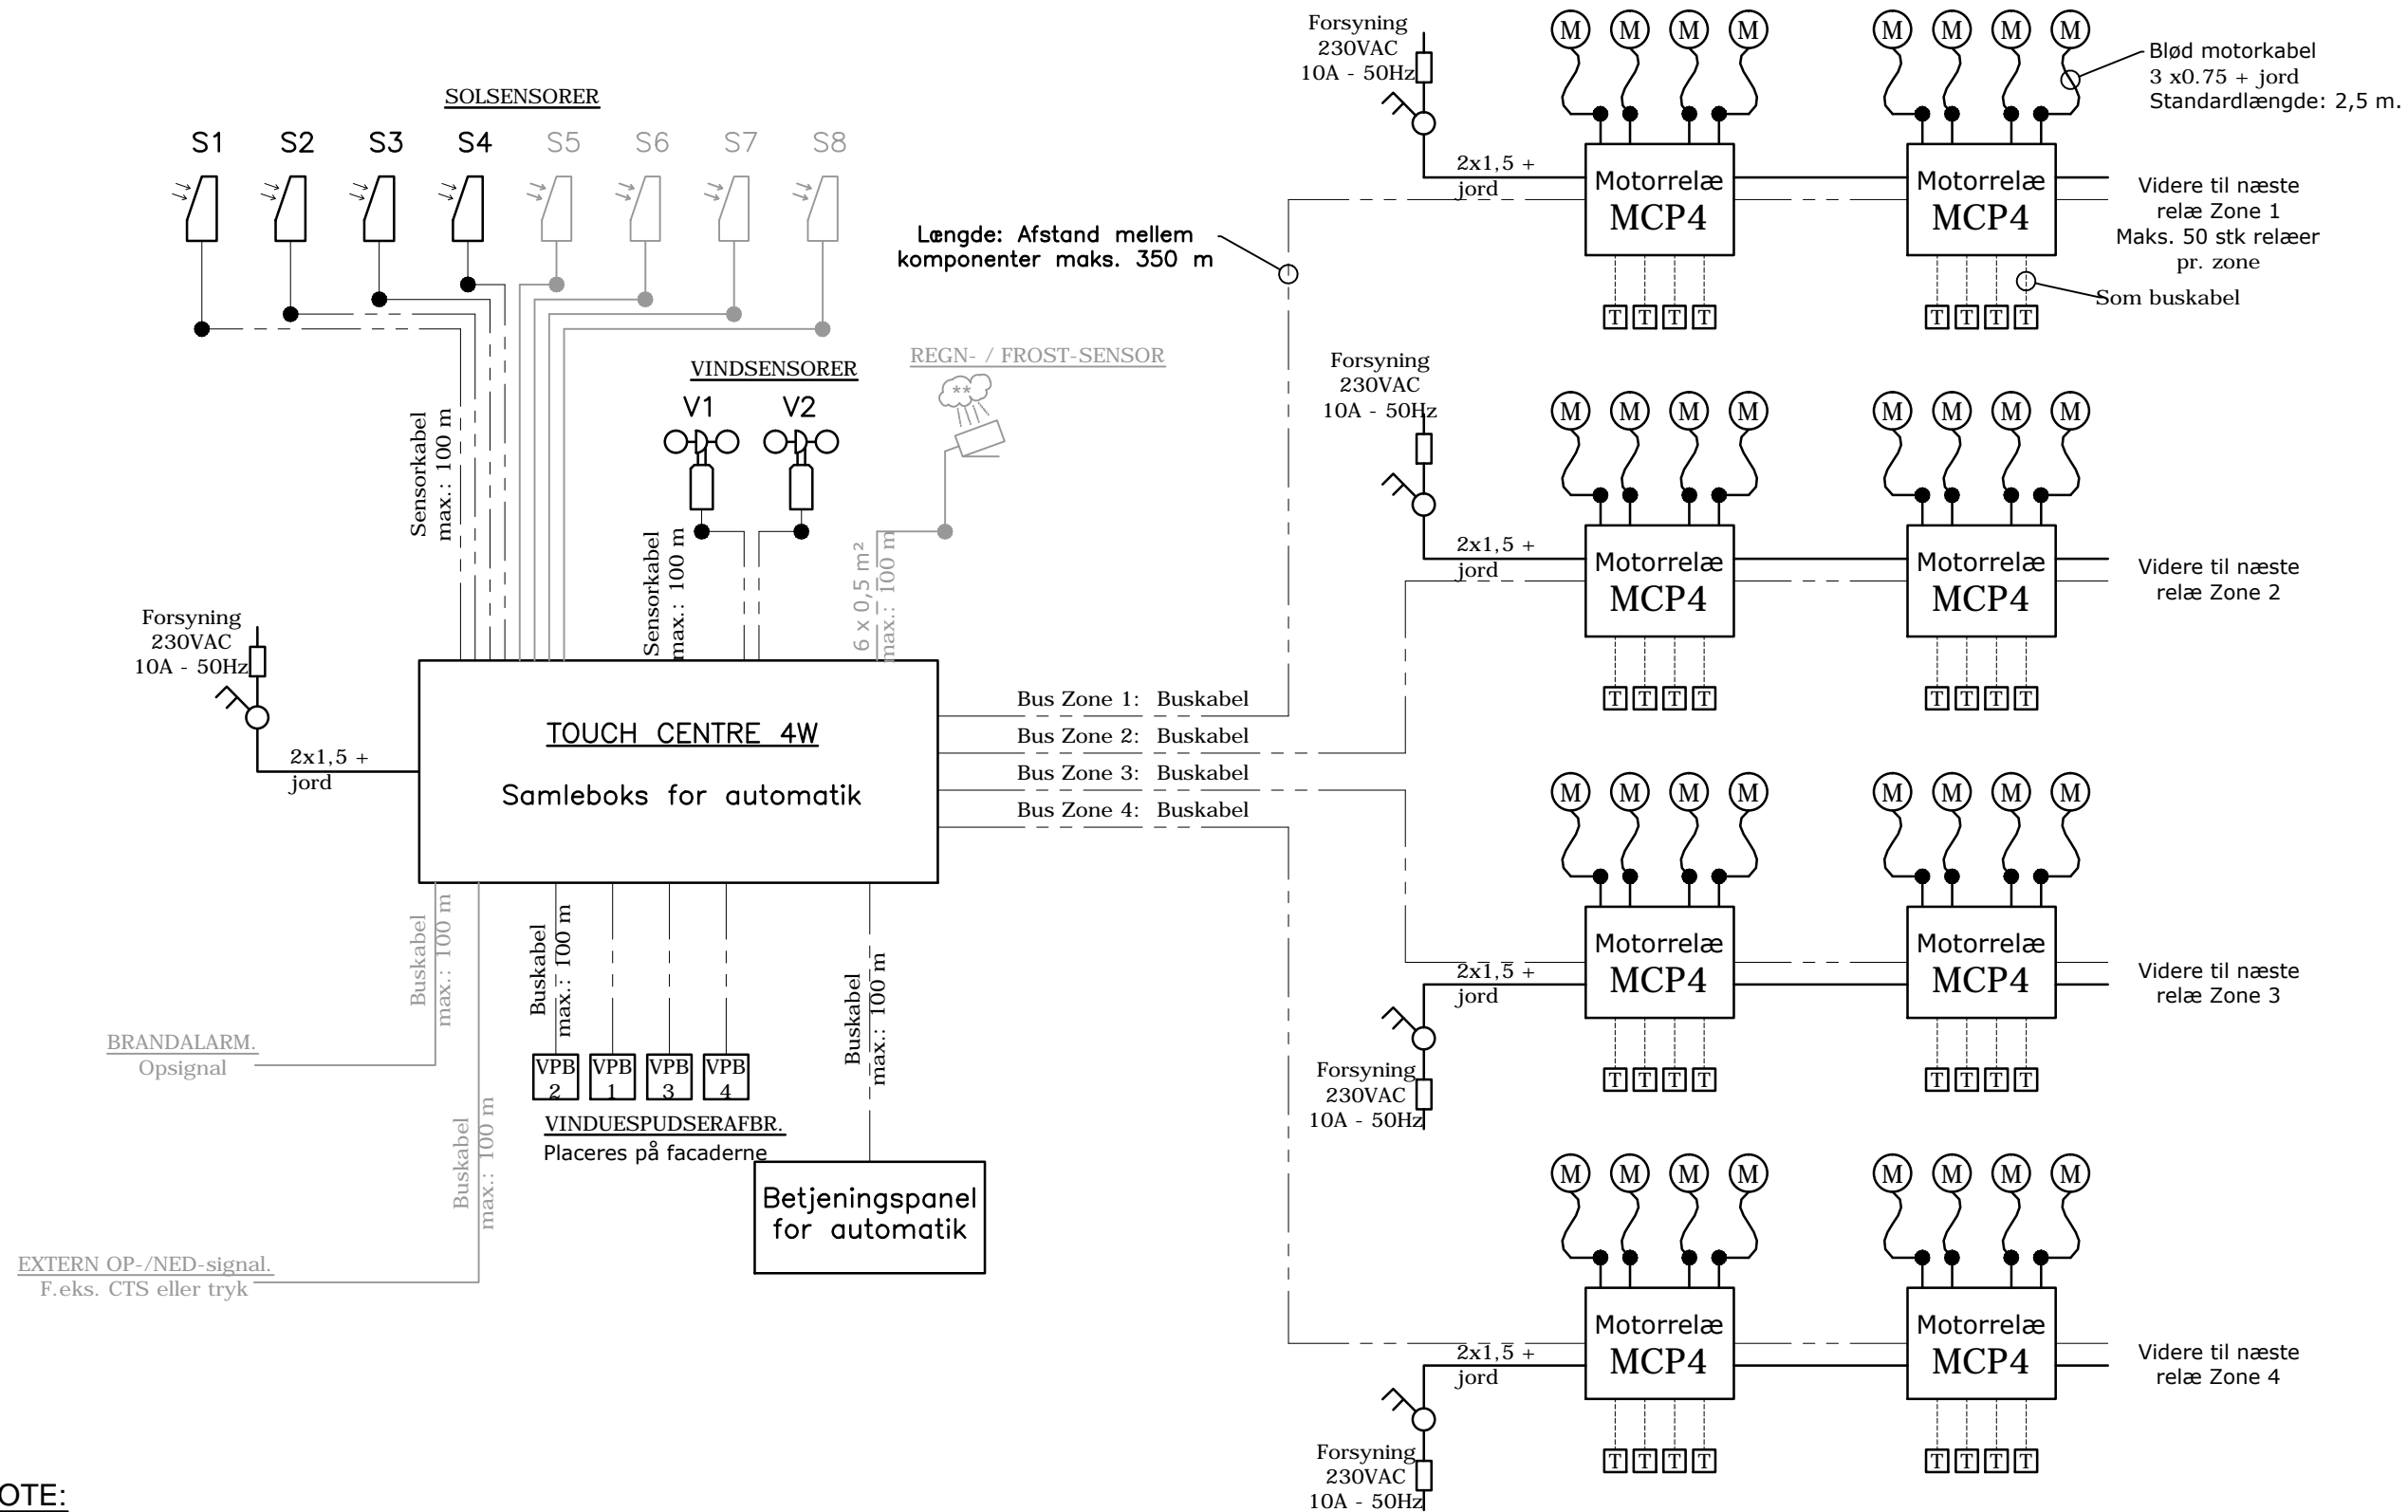 SOLSENSORER
S1 S2 S3 S4 S5 S6 S7 S8
Sensorkabel
max.: 100 m
VINDSENSORER
V1 V2
Sensorkabel
max.: 100 m
REGN- / FROST-SENSOR
**
6 x 0,5 m²
max.: 100 m
Forsyning
230VAC
10A - 50Hz
2x1,5 +
jord
TOUCH CENTRE 4W
Samleboks for automatik
Bus Zone 1: Buskabel
Bus Zone 2: Buskabel
Bus Zone 3: Buskabel
Bus Zone 4: Buskabel
Længde: Afstand mellem
komponenter maks. 350 m
Buskabel
max.: 100 m
BRANDALARM.
Opsignal
Buskabel
max.: 100 m
EXTERN OP-/NED-signal.
F.eks. CTS eller tryk
Buskabel
max.: 100 m
VPB VPB VPB VPB
2 1 3 4
VINDUESPUDSERAFBR.
Placeres på facaderne
Buskabel
max.: 100 m
Betjeningspanel
for automatik
Forsyning
230VAC
10A - 50Hz
2x1,5 +
jord
M M M M M M M M
Blød motorkabel
3 x0.75 + jord
Standardlængde: 2,5 m.
Motorrelæ Motorrelæ
MCP4 MCP4
Videre til næste
relæ Zone 1
Maks. 50 stk relæer
pr. zone
Som buskabel
T T T T T T T T
Forsyning
230VAC
10A - 50Hz
2x1,5 +
jord
M M M M M M M M
Motorrelæ Motorrelæ
MCP4 MCP4
Videre til næste
relæ Zone 2
T T T T T T T T
M M M M M M M M
Motorrelæ Motorrelæ
MCP4 MCP4
2x1,5 +
jord
Videre til næste
relæ Zone 3
Forsyning
230VAC
10A - 50Hz
T T T T T T T T
M M M M M M M M
Motorrelæ Motorrelæ
MCP4 MCP4
2x1,5 +
jord
Videre til næste
relæ Zone 4
Forsyning
230VAC
10A - 50Hz
T T T T T T T T
OTE: